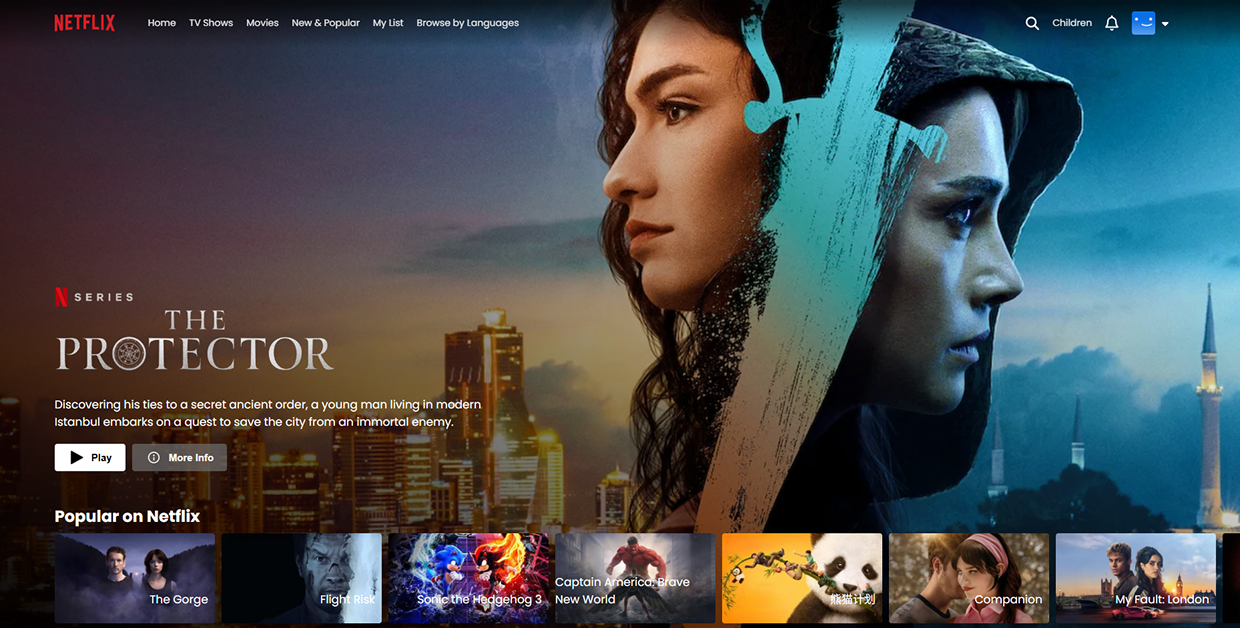 NETFLIX
Home TV Shows Movies New & Popular My List Browse by Languages
Children
N SERIES
THE
PROTECTOR
Discovering his ties to a secret ancient order, a young man living in modern
Istanbul embarks on a quest to save the city from an immortal enemy.
Play
More Info
Popular on Netflix
The Gorge
Flight Risk
Sonic the Hedgehog 3
Captain America: Brave
New World
熊猫计划
Companion
My Fault: London